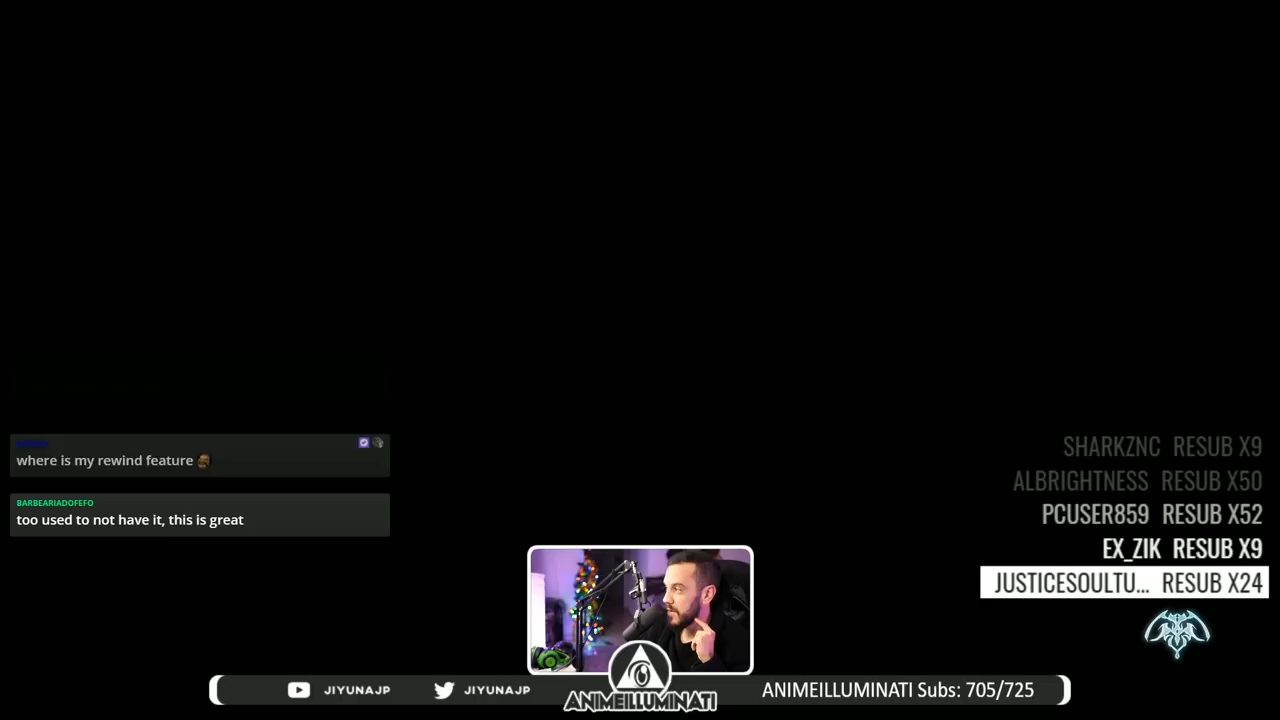 where is my rewind feature
BARBEARIADOFEFO
too used to not have it, this is great
SHARKZNC RESUB X9
ALBRIGHTNESS RESUB X50
PCUSER859 RESUB X52
EX_ZIK RESUB X9
JUSTICESOULTU... RESUB X24
JIYUNAJP
JIYUNAJP
ANIMEILLUMINATI
ANIMEILLUMINATI Subs: 705/725